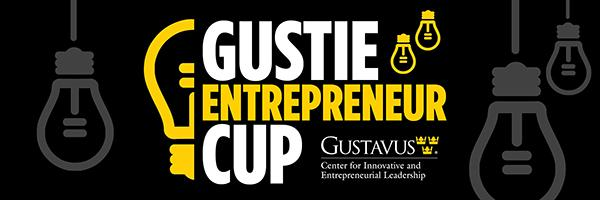 GUSTIE
ENTREPRENEUR
CUP
GUSTAVUS®
Center for Innovative and
Entrepreneurial Leadership